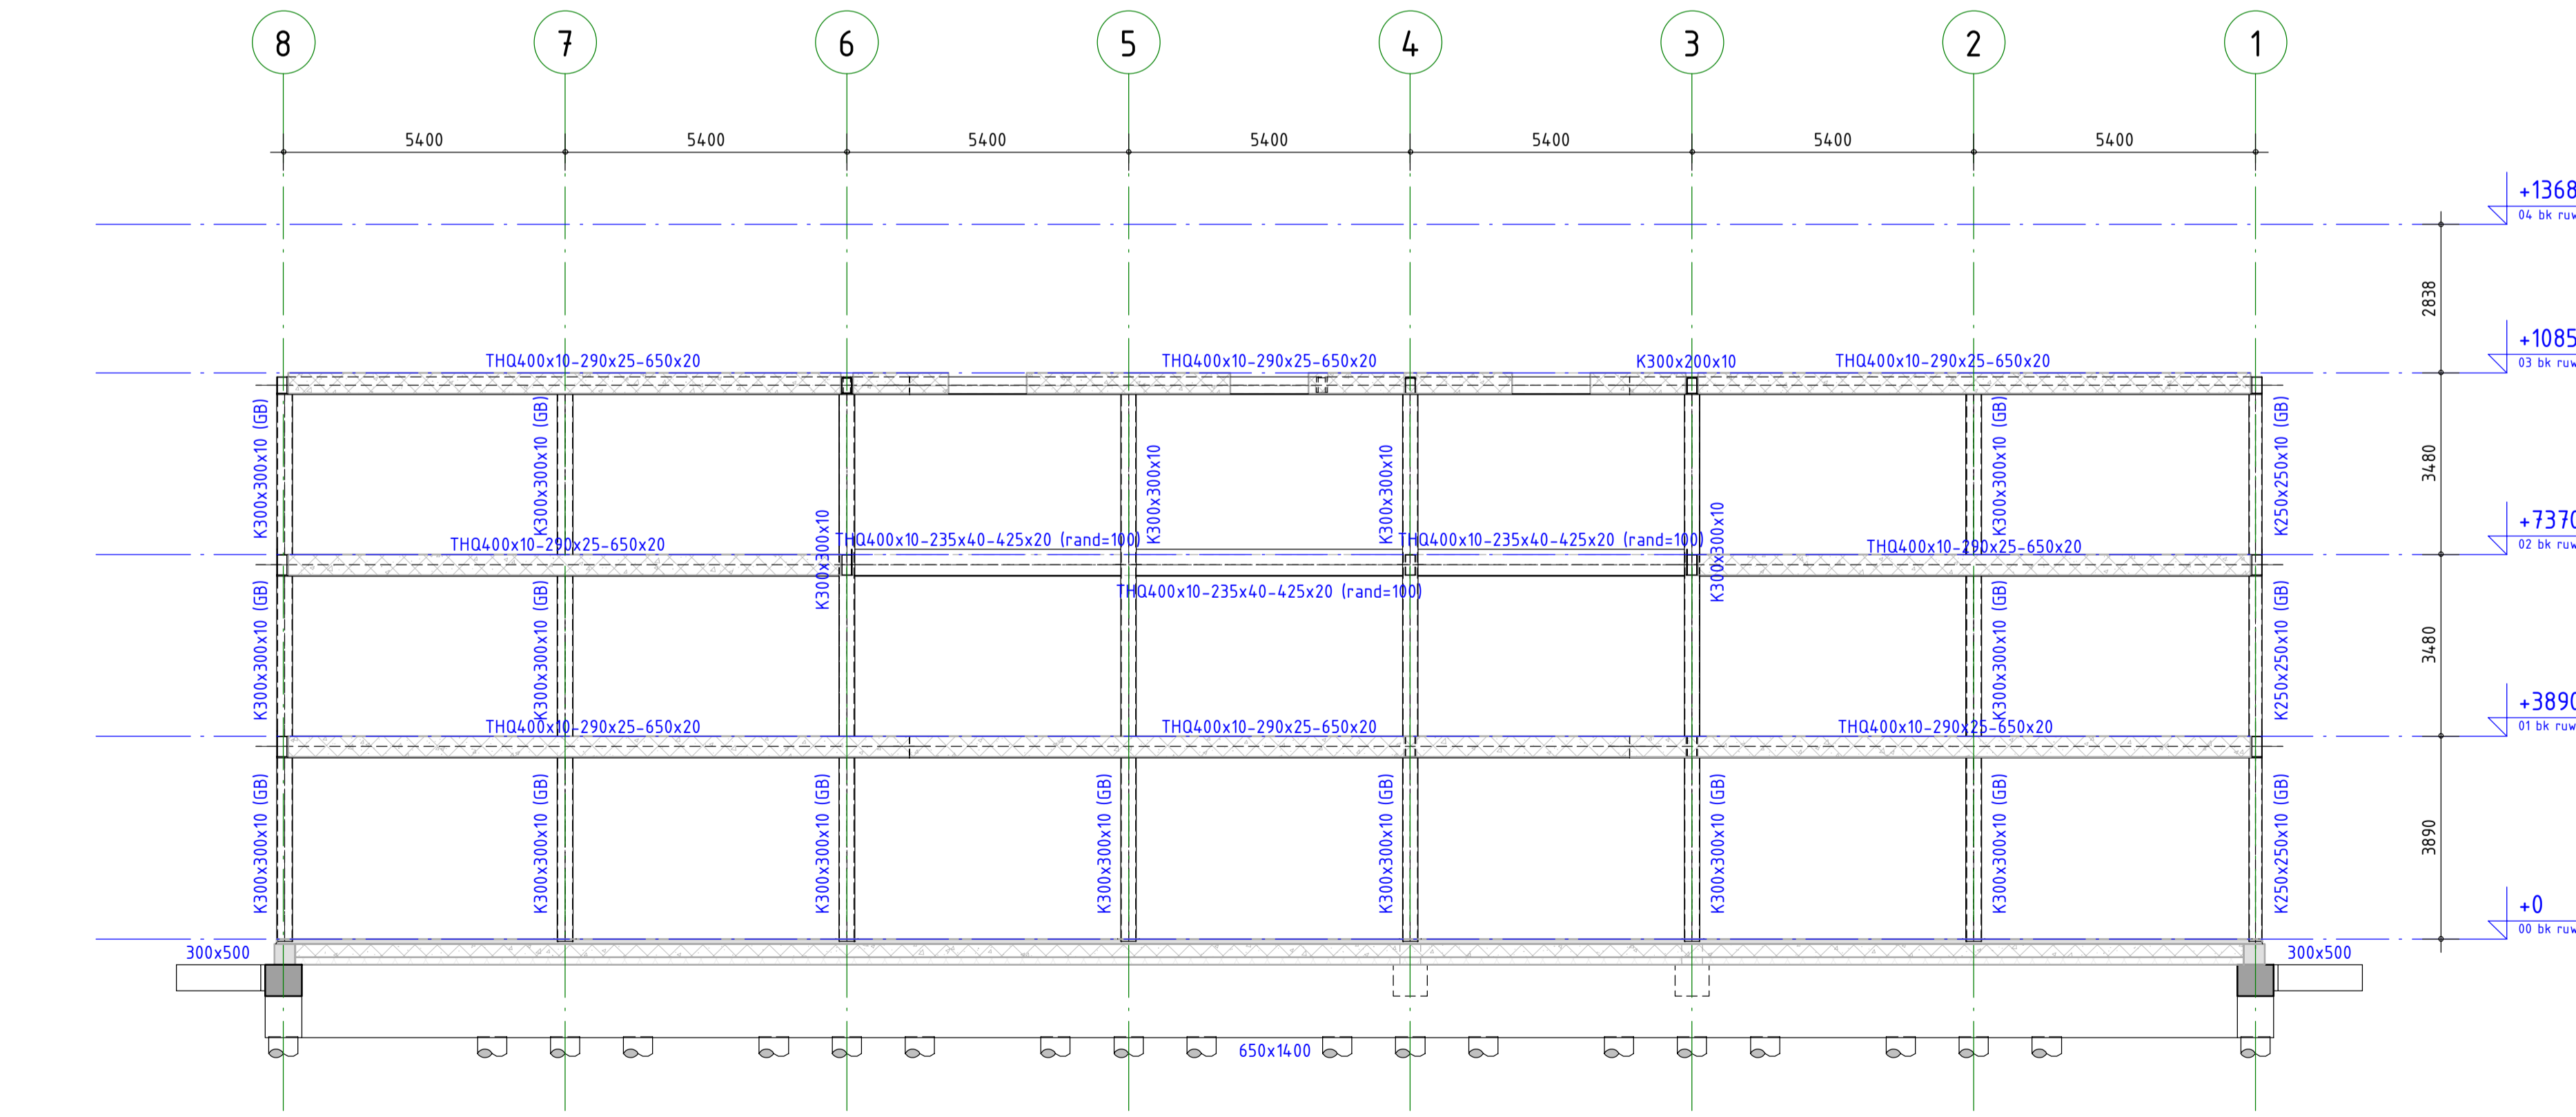 8 7 6 5 4 3 2 1
5400 5400 5400 5400 5400 5400 5400
+1368
04 bk ruw
2838
+1085
03 bk ruw
THQ400x10-290x25-650x20 THQ400x10-290x25-650x20 K300x200x10 THQ400x10-290x25-650x20
K300x300x10 (GB) K300x300x10 (GB) K300x300x10 K300x300x10 K300x300x10 K300x300x10 K300x300x10 (GB) K250x250x10 (GB)
3480
+7370
02 bk ruw
THQ400x10-290x25-650x20 THQ400x10-235x40-425x20 (rand=100) THQ400x10-235x40-425x20 (rand=100) THQ400x10-290x25-650x20
THQ400x10-235x40-425x20 (rand=100)
K300x300x10 (GB) K300x300x10 (GB) K300x300x10 (GB) K250x250x10 (GB)
3480
+3890
01 bk ruw
THQ400x10-290x25-650x20 THQ400x10-290x25-650x20 THQ400x10-290x25-650x20
K300x300x10 (GB) K300x300x10 (GB) K300x300x10 (GB) K300x300x10 (GB) K300x300x10 (GB) K300x300x10 (GB) K300x300x10 (GB) K250x250x10 (GB)
3890
+0
00 bk ruw
300x500 300x500
650x1400